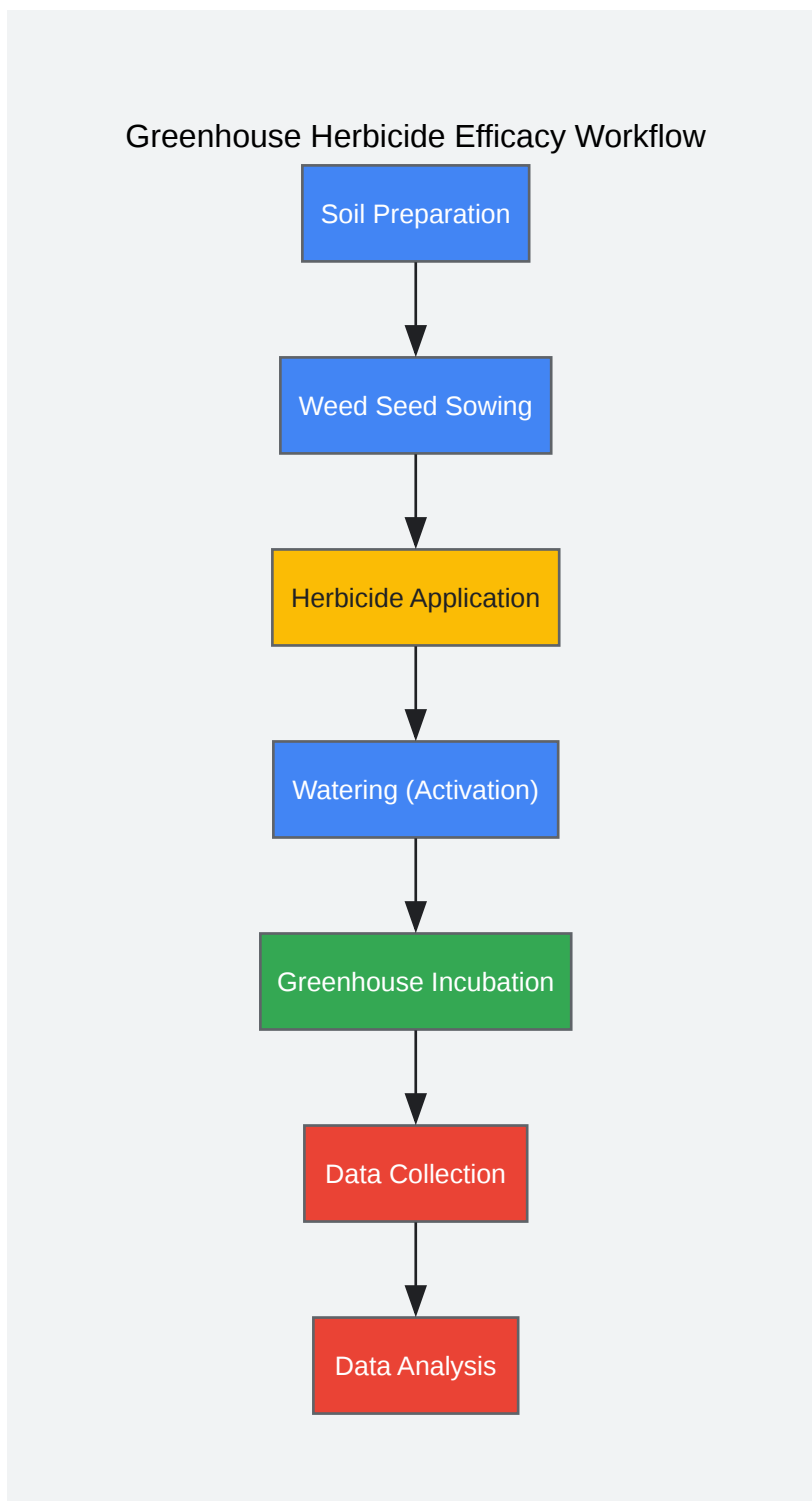 Greenhouse Herbicide Efficacy Workflow
Soil Preparation
Weed Seed Sowing
Herbicide Application
Watering (Activation)
Greenhouse Incubation
Data Collection
Data Analysis